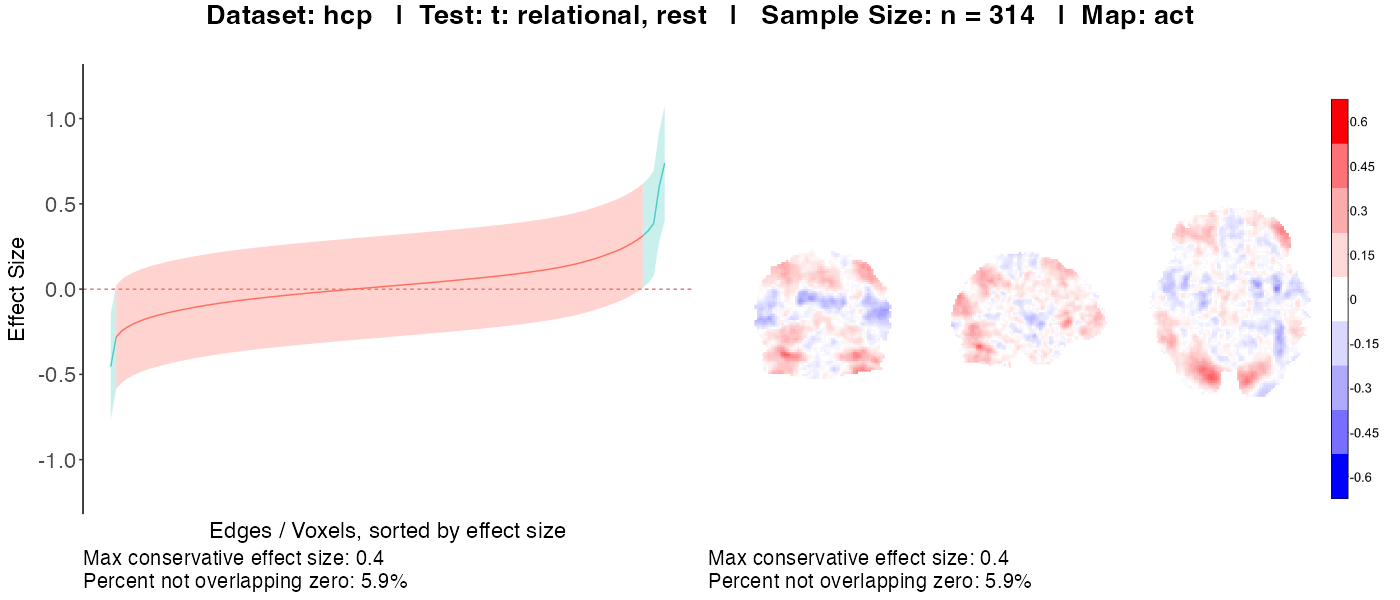 Dataset: hcp | Test: t: relational, rest | Sample Size: n = 314 | Map: act
Effect Size
1.0
0.5
0.0
-0.5
-1.0
Edges / Voxels, sorted by effect size
Max conservative effect size: 0.4
Percent not overlapping zero: 5.9%
0.6
0.45
0.3
0.15
0
-0.15
-0.3
-0.45
-0.6
Max conservative effect size: 0.4
Percent not overlapping zero: 5.9%